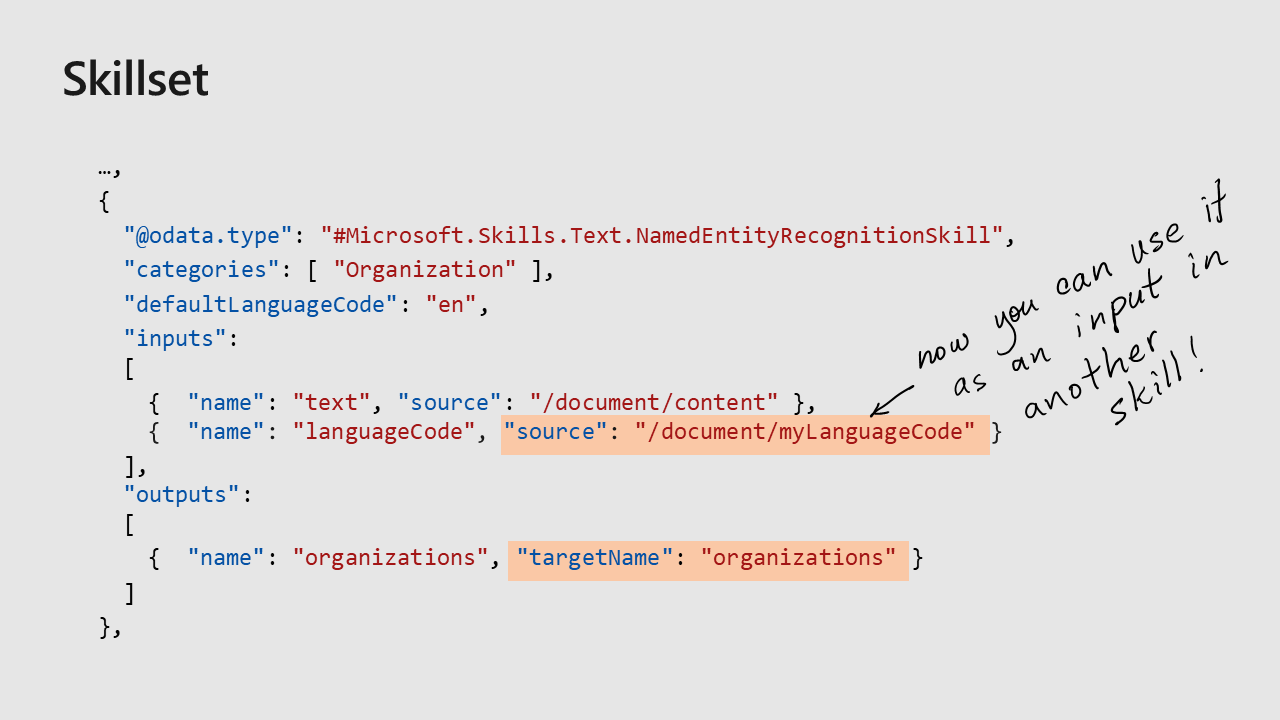 Skillset
…,
{
"@odata.type": "#Microsoft.Skills.Text.NamedEntityRecognitionSkill",
"categories": [ "Organization" ],
"defaultLanguageCode": "en",
"inputs":
[
{  "name": "text", "source": "/document/content" },
{  "name": "languageCode", "source": "/document/myLanguageCode" }
],
"outputs":
[
{  "name": "organizations", "targetName": "organizations" }
]
},
now you can use it
as an input in
another
skill!